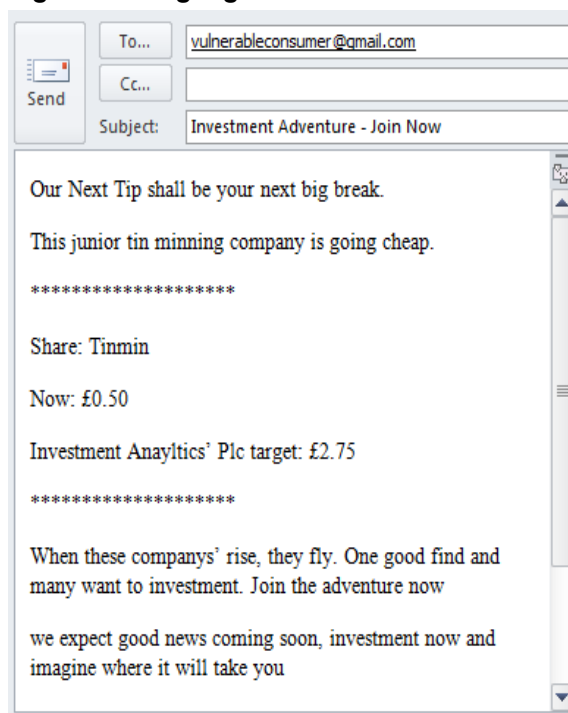 To...
vulnerableconsumer@gmail.com
Send
Cc...
Subject:
Investment Adventure - Join Now
Our Next Tip shall be your next big break.
This junior tin minning company is going cheap.
********************
Share: Tinmin
Now: £0.50
Investment Anayltics’ Plc target: £2.75
********************
When these companys’ rise, they fly. One good find and
many want to investment. Join the adventure now
we expect good news coming soon, investment now and
imagine where it will take you